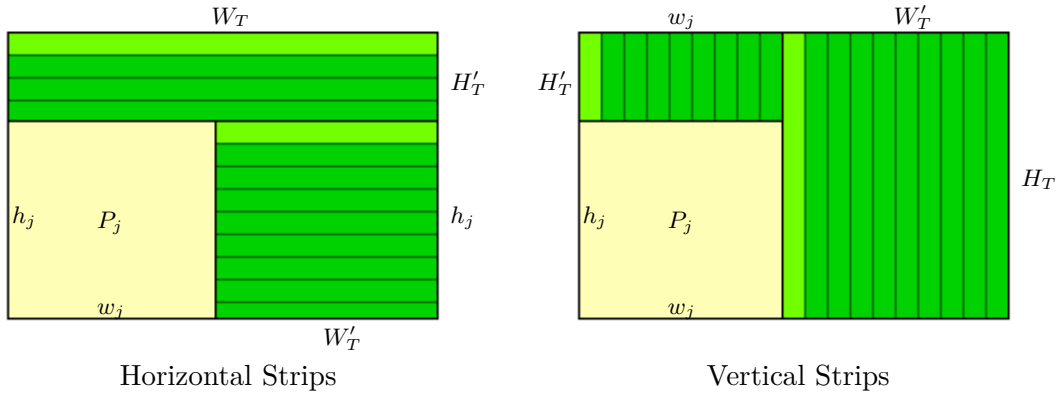 W_T
H'_T
h_j
P_j
h_j
w_j
W'_T
Horizontal Strips
w_j
W'_T
H'_T
H_T
h_j
P_j
w_j
Vertical Strips